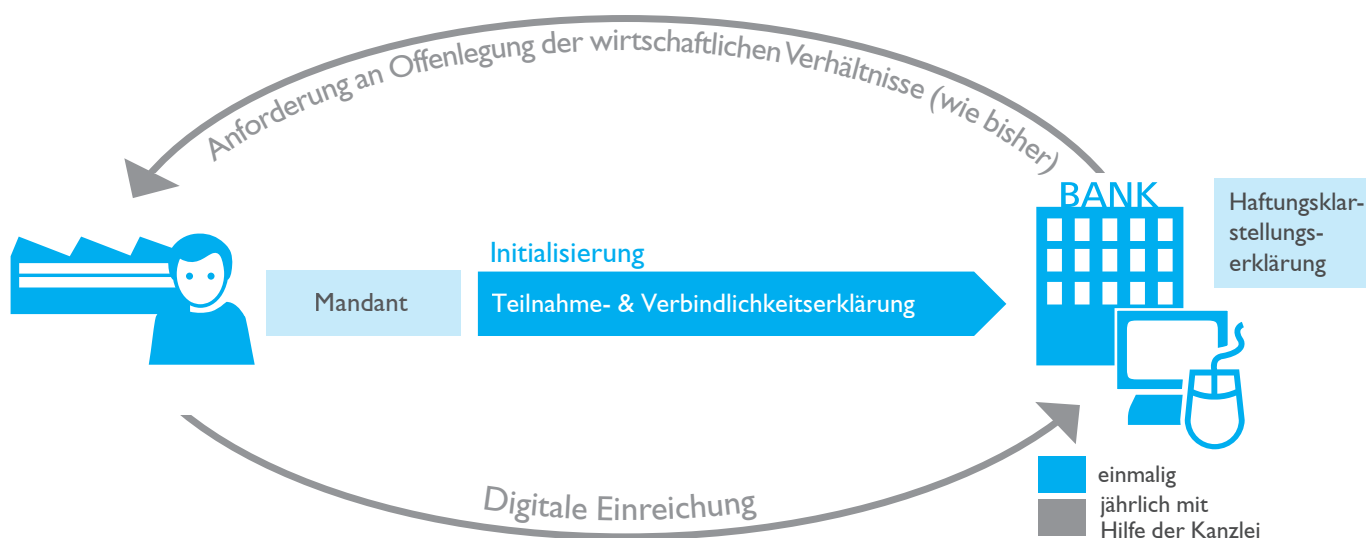 Anforderung an Offenlegung der wirtschaftlichen Verhältnisse (wie bisher)
BANK
Haftungsklar-
stellungs-
erklärung
Initialisierung
Mandant
Teilnahme- & Verbindlichkeitserklärung
Digitale Einreichung
einmalig
jährlich mit
Hilfe der Kanzlei